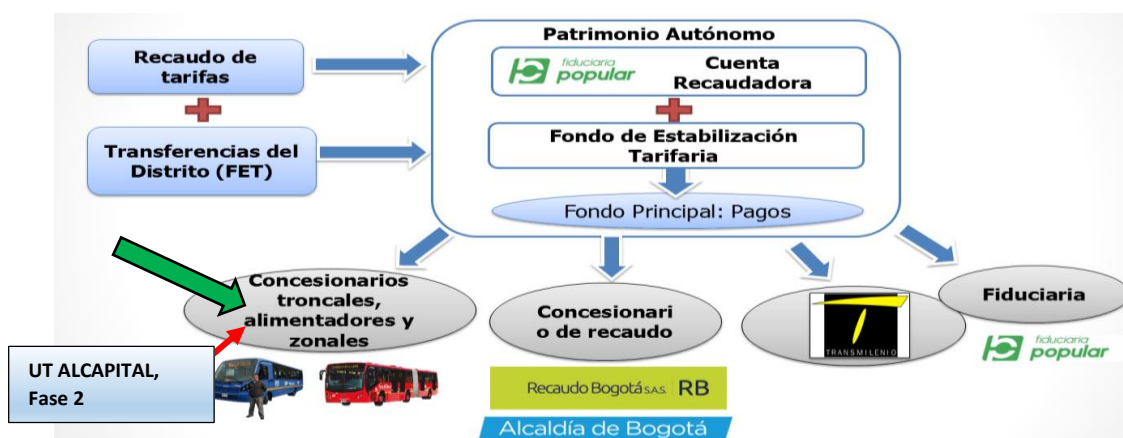 Recaudo de
tarifas
Transferencias del
Distrito (FET)
Patrimonio Autónomo
fiduciaria
popular
Cuenta
Recaudadora
Fondo de Estabilización
Tarifaria
Fondo Principal: Pagos
Concesionarios
troncales,
alimentadores y
zonales
UT ALCAPITAL,
Fase 2
Concesionari
o de recaudo
Recaudo Bogotá S.A.S. RB
Alcaldía de Bogotá
TRANSMILENIO
Fiduciaria
fiduciaria
popular